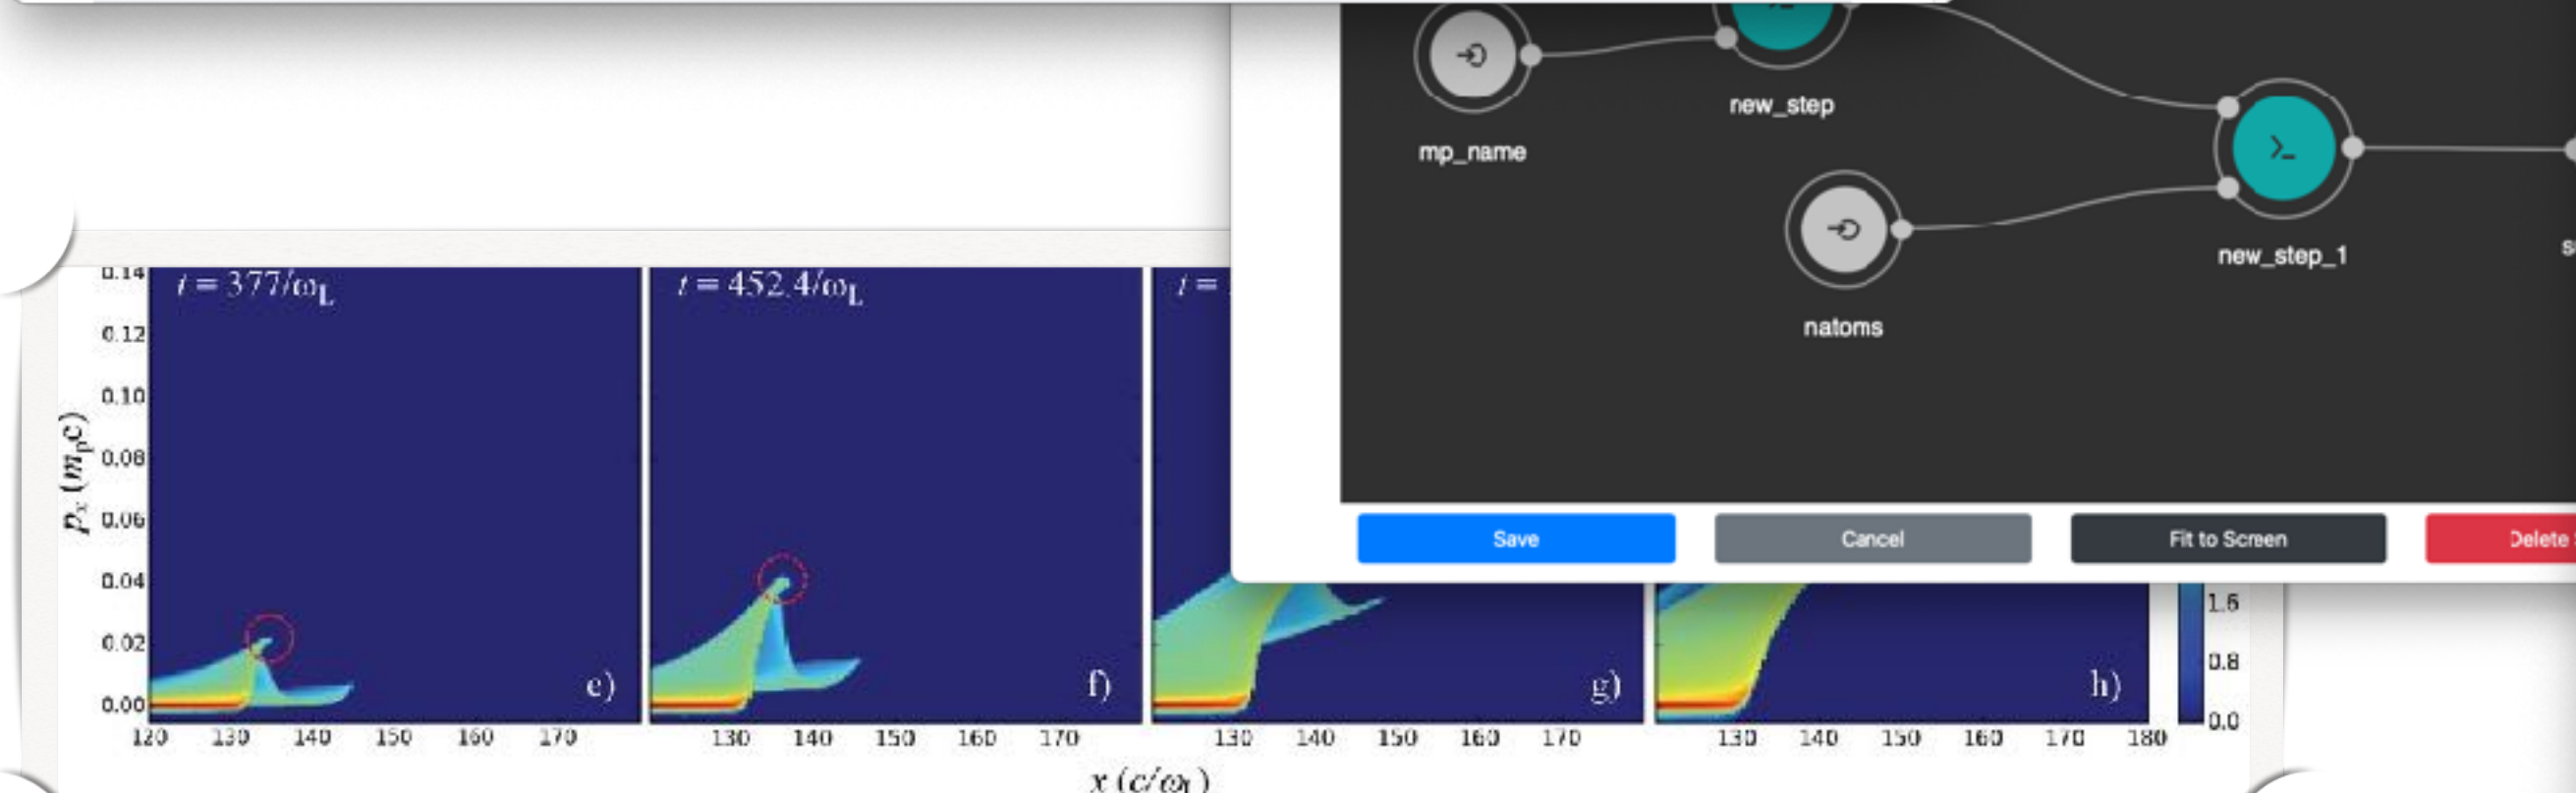 new_step
mp_name
new_step_1
natoms
Save
Cancel
Fit to Screen
Delete
0.14
0.12
0.10
0.08
0.06
0.04
0.02
0.00
pₓ (mₚc)
t = 377/ω_L
t = 452.4/ω_L
t =
e)
f)
g)
h)
1.6
0.8
0.0
120 130 140 150 160 170
130 140 150 160 170
130 140 150 160 170
130 140 150 160 170 180
x (c/ω_L)